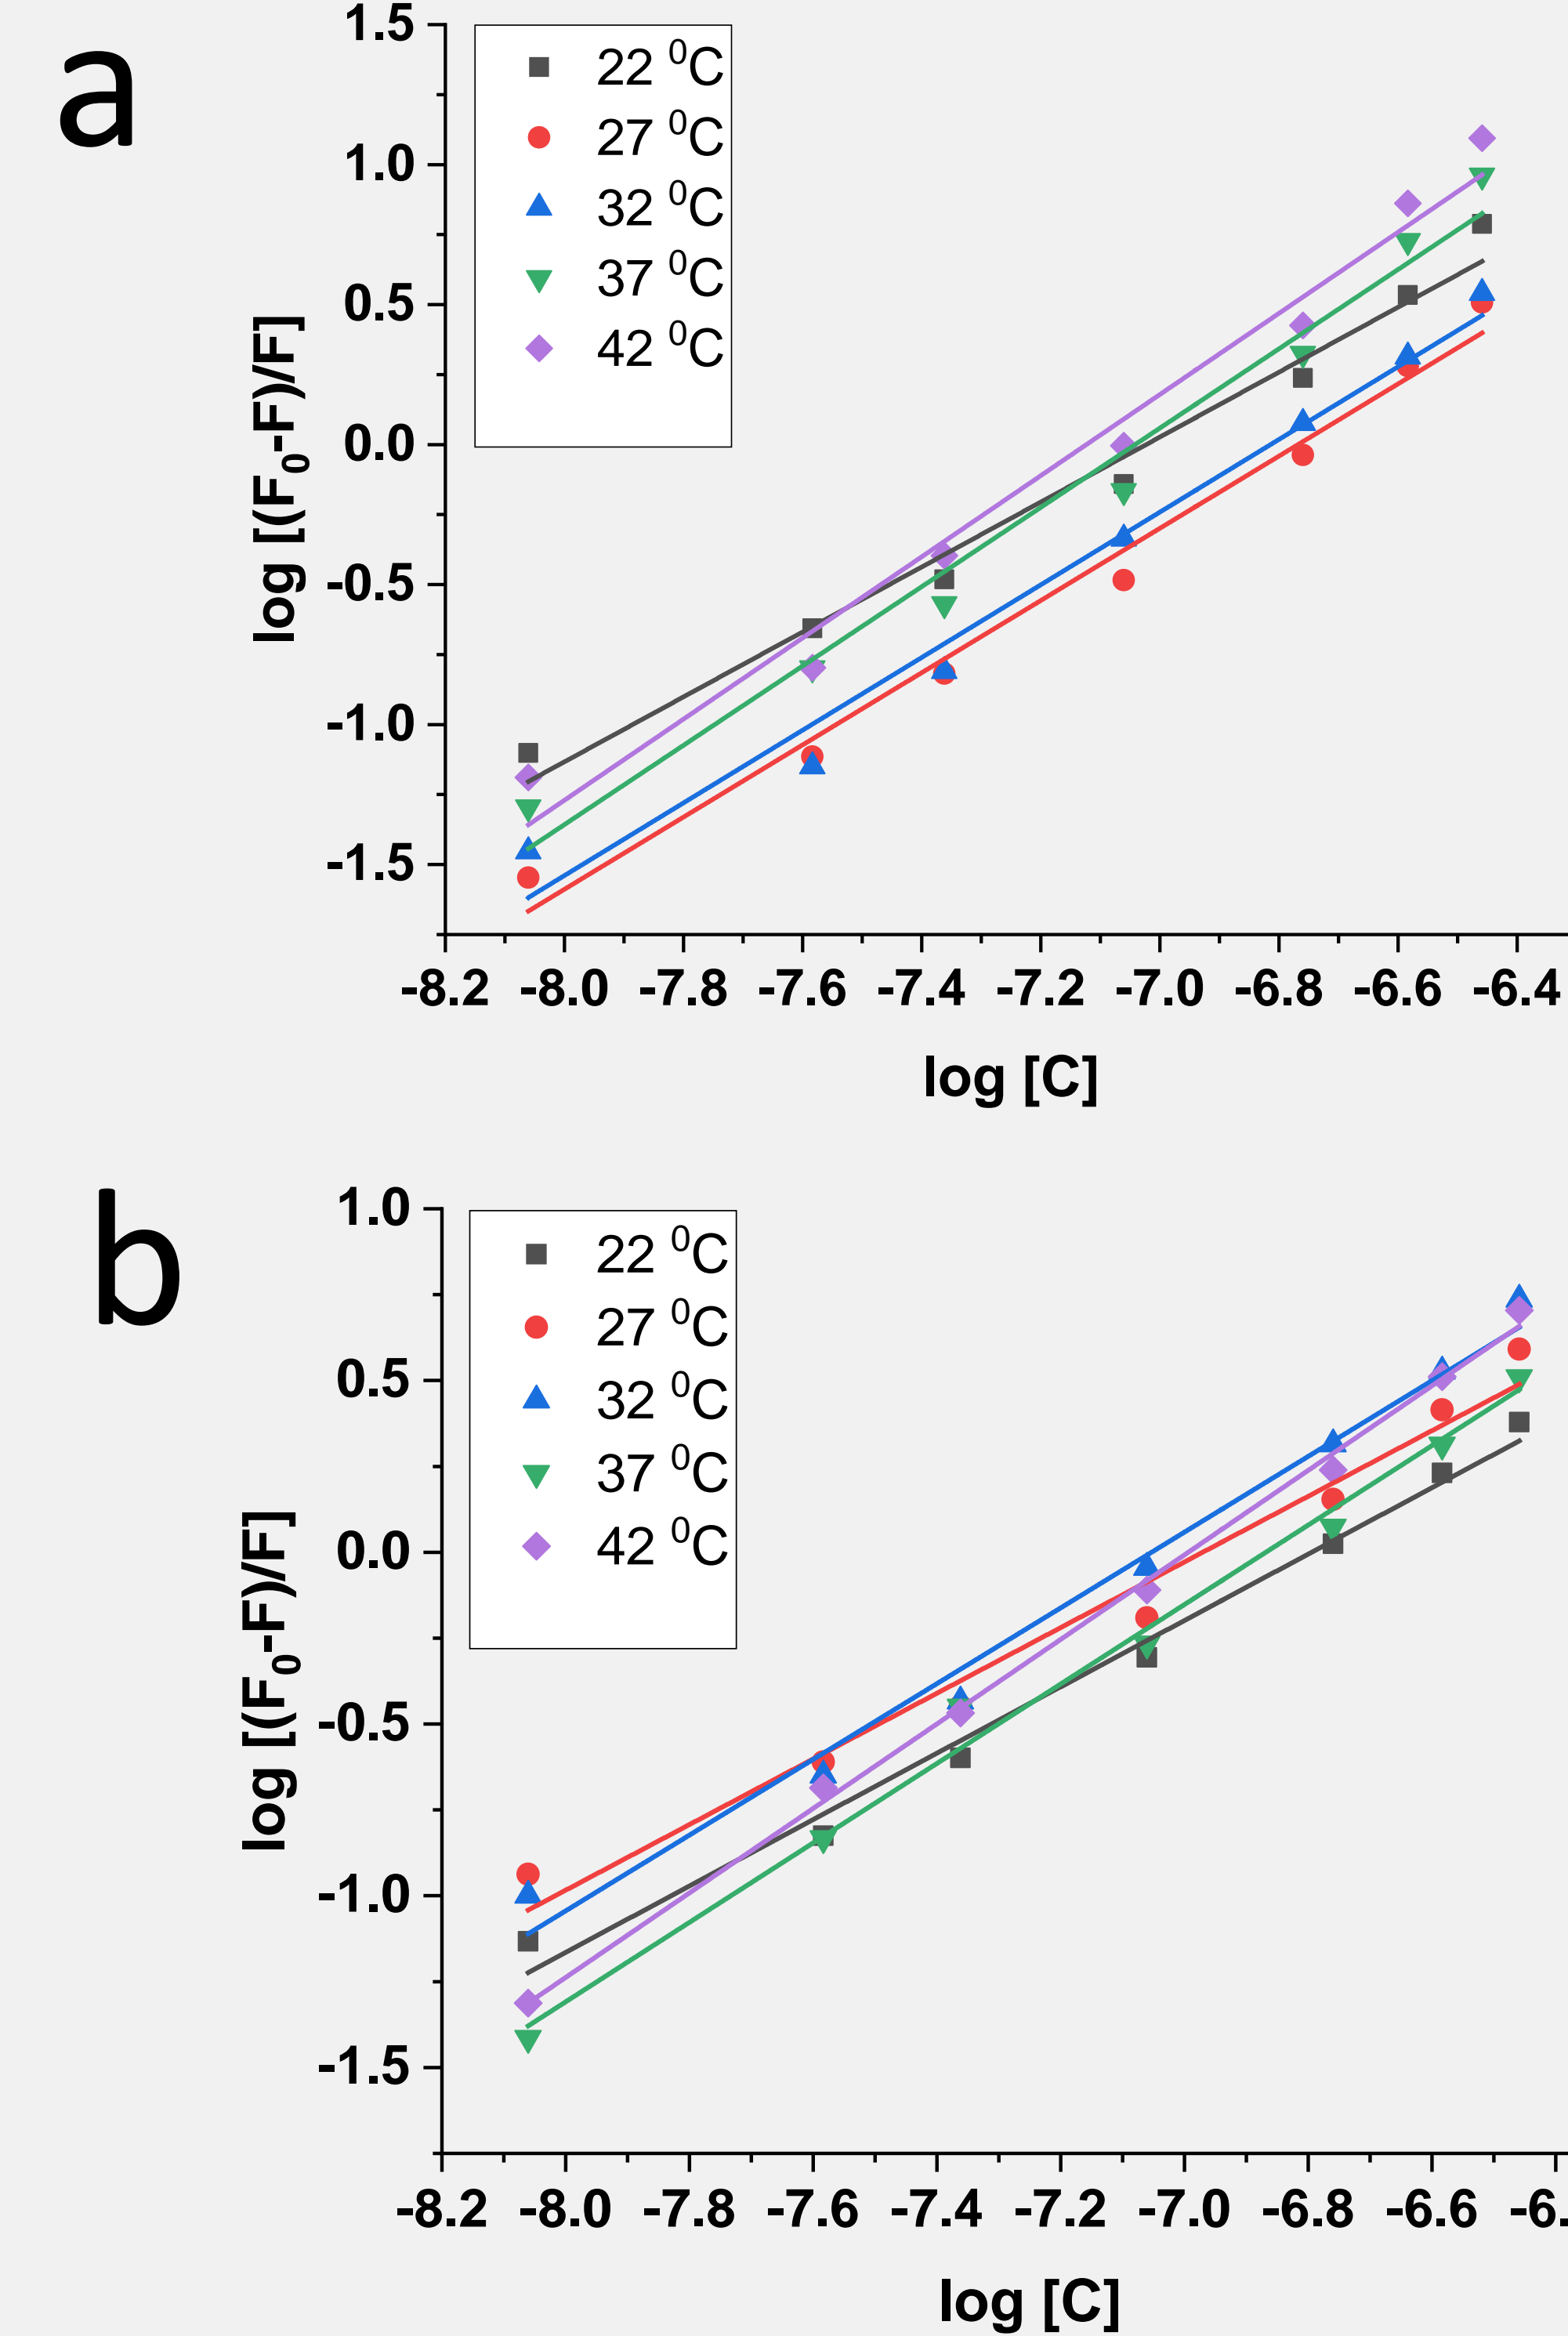 a
1.5
1.0
0.5
0.0
-0.5
-1.0
-1.5
log [(F0-F)/F]
22 0C
27 0C
32 0C
37 0C
42 0C
-8.2 -8.0 -7.8 -7.6 -7.4 -7.2 -7.0 -6.8 -6.6 -6.4
log [C]
b
1.0
0.5
0.0
-0.5
-1.0
-1.5
log [(F0-F)/F]
22 0C
27 0C
32 0C
37 0C
42 0C
-8.2 -8.0 -7.8 -7.6 -7.4 -7.2 -7.0 -6.8 -6.6 -6.
log [C]